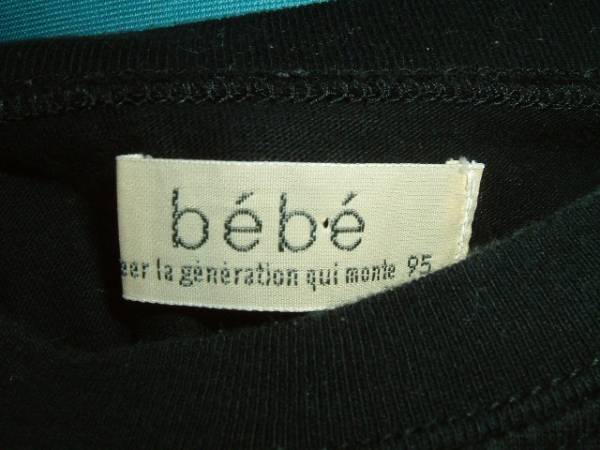 bébé
eer la génération qui monte 95